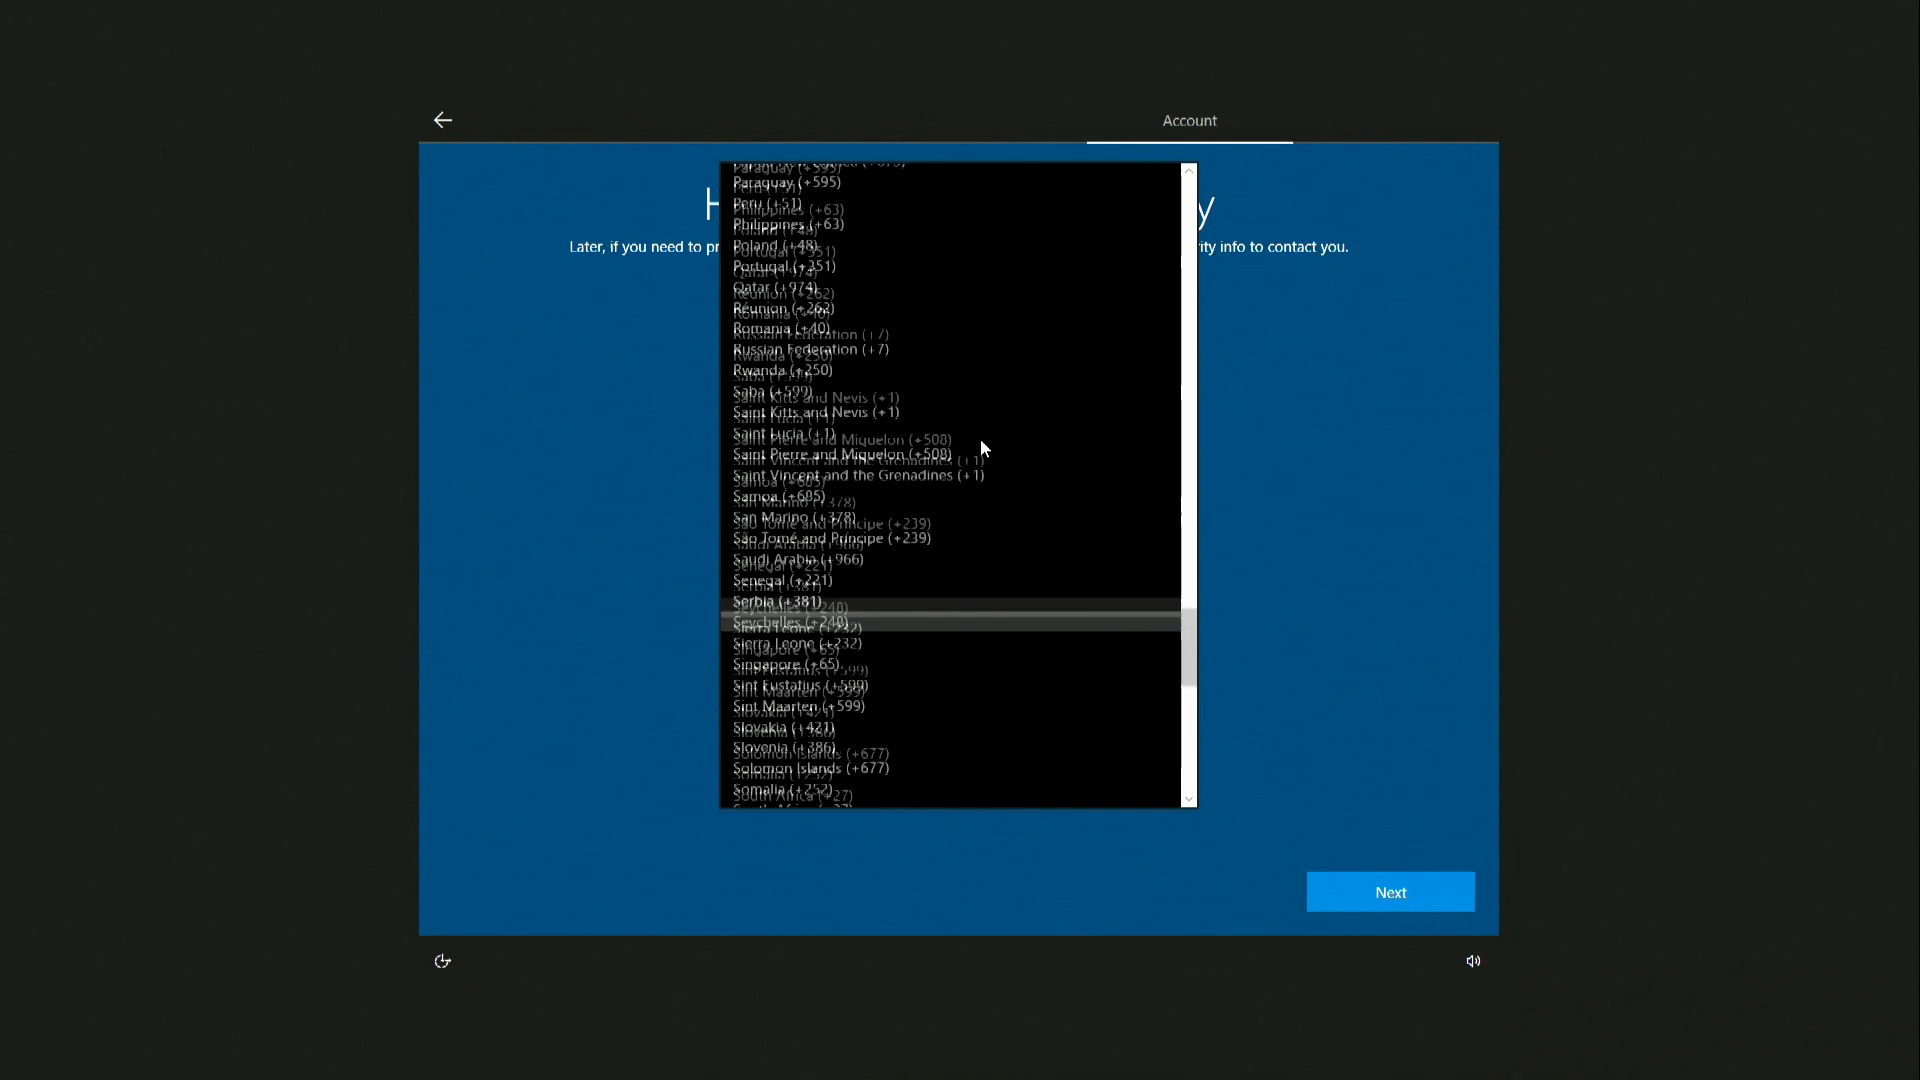 Account
Later, if you need to pr
rity info to contact you.
Paraguay (+595)
Peru (+51)
Philippines (+63)
Poland (+48)
Portugal (+351)
Qatar (+974)
Réunion (+262)
Romania (+40)
Russian Federation (+7)
Rwanda (+250)
Saba (+599)
Saint Kitts and Nevis (+1)
Saint Lucia (+1)
Saint Pierre and Miquelon (+508)
Saint Vincent and the Grenadines (+1)
Samoa (+685)
San Marino (+378)
São Tomé and Príncipe (+239)
Saudi Arabia (+966)
Senegal (+221)
Serbia (+381)
Seychelles (+248)
Sierra Leone (+232)
Singapore (+65)
Sint Eustatius (+599)
Sint Maarten (+599)
Slovakia (+421)
Slovenia (+386)
Solomon Islands (+677)
Somalia (+252)
South Africa (+27)
Next